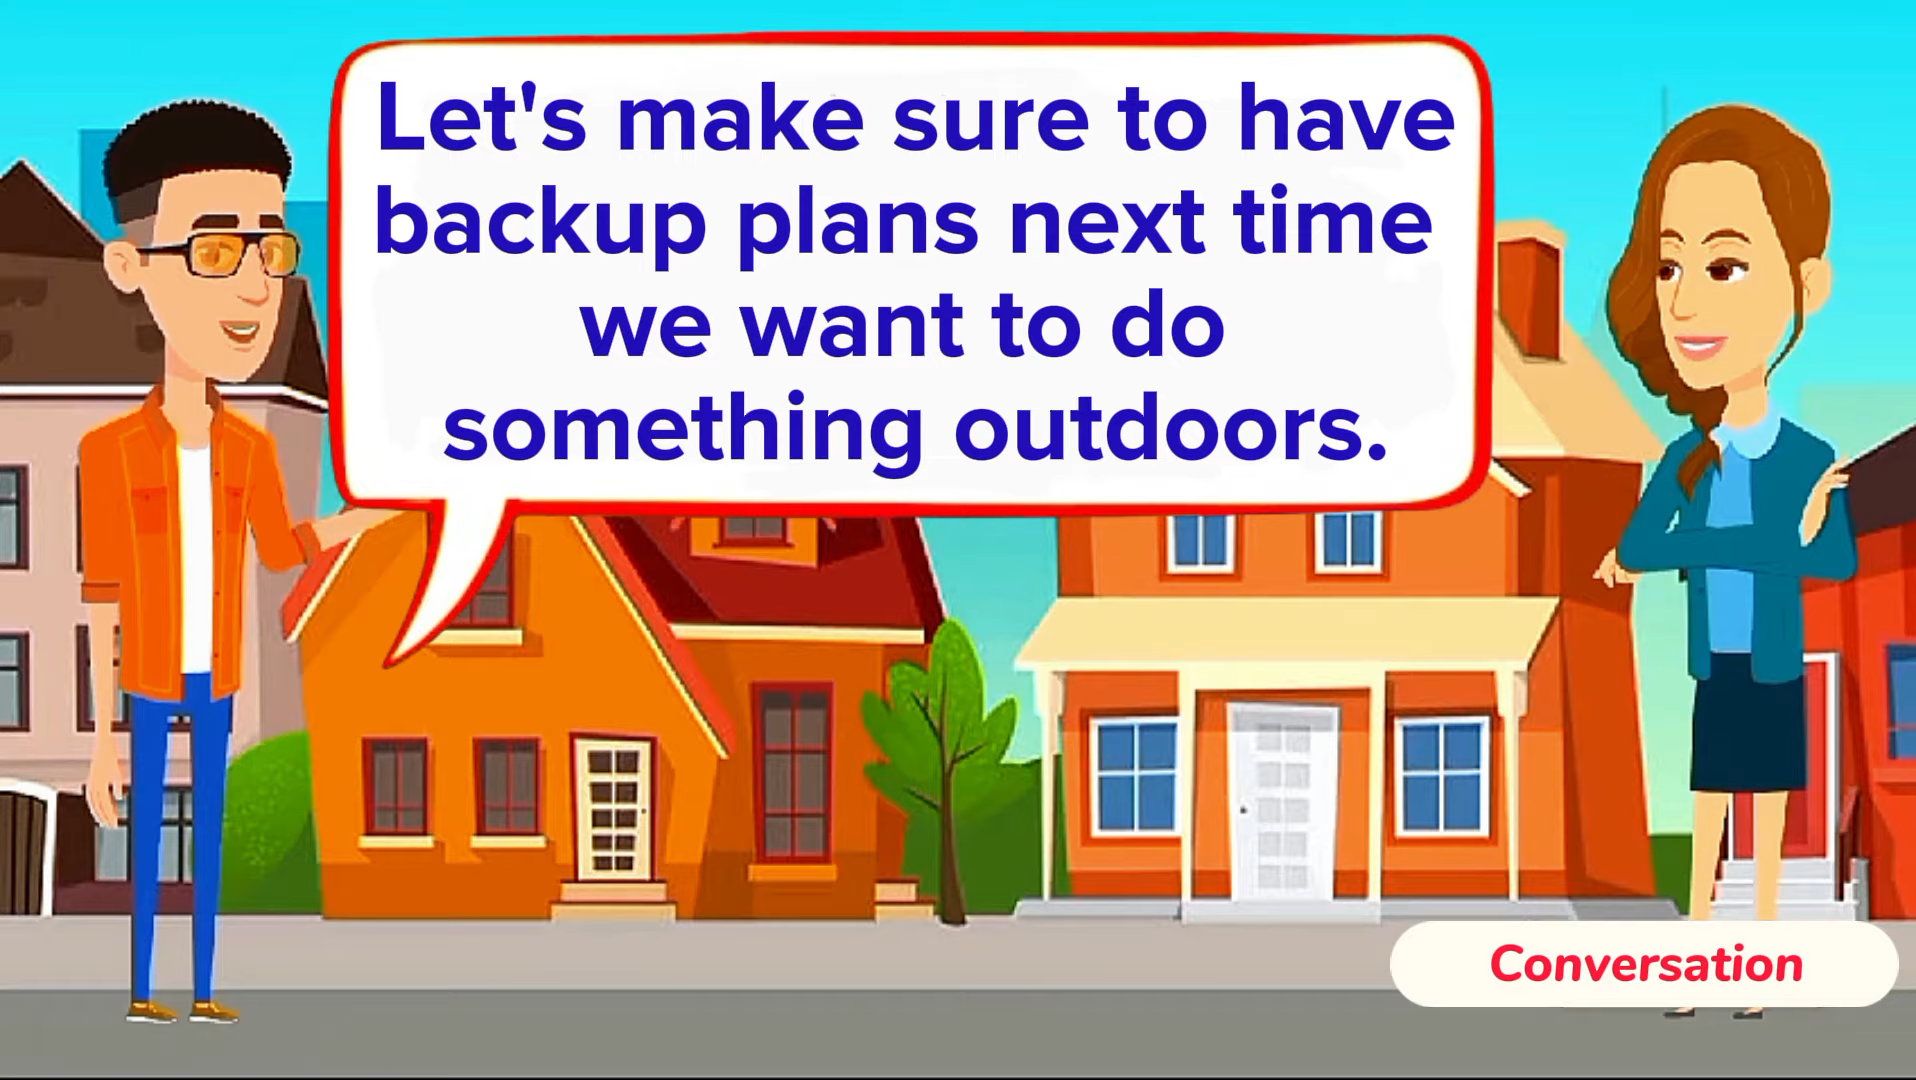 Let's make sure to have
backup plans next time
we want to do
something outdoors.
Conversation